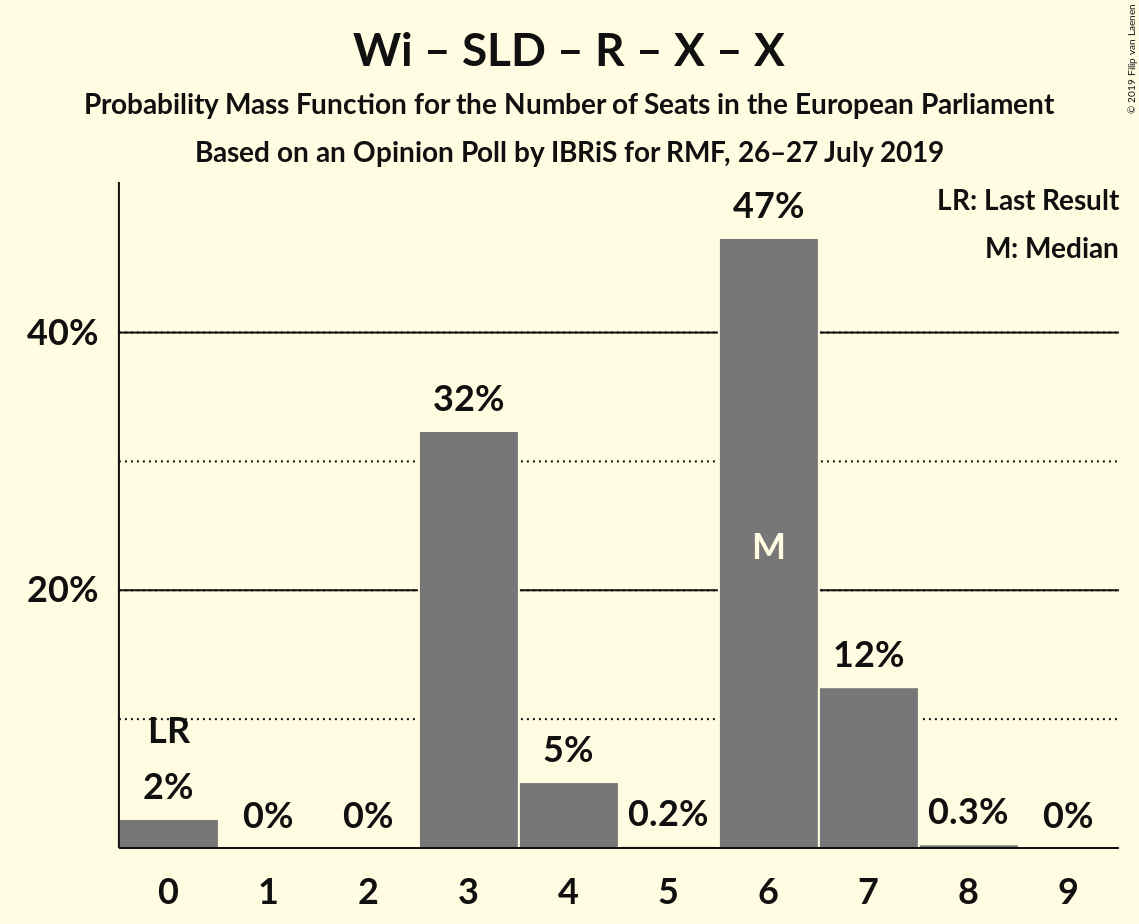 Wi – SLD – R – X – X
Probability Mass Function for the Number of Seats in the European Parliament
Based on an Opinion Poll by IBRiS for RMF, 26–27 July 2019
© 2019 Filip van Laenen
LR: Last Result
M: Median
47%
40%
32%
M
20%
12%
LR
5%
2%
0%
0%
0.2%
0.3%
0%
0 1 2 3 4 5 6 7 8 9